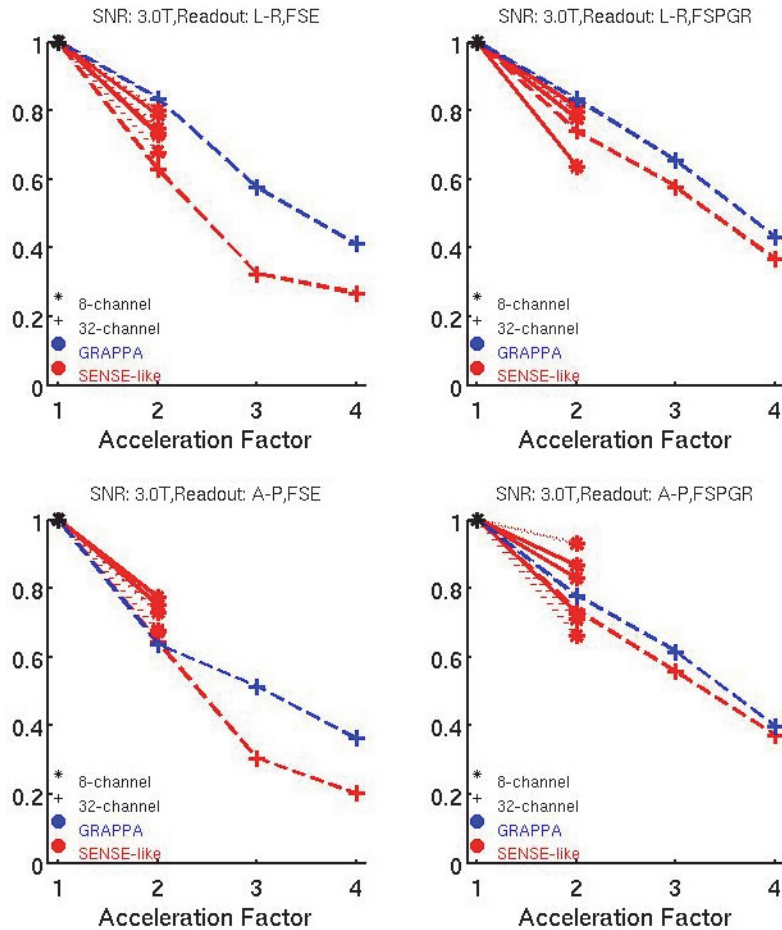 SNR: 3.0T,Readout: L-R,FSE
1
0.8
0.6
0.4
0.2
0
* 8-channel
+ 32-channel
GRAPPA
SENSE-like
1 2 3 4
Acceleration Factor
SNR: 3.0T,Readout: L-R,FSPGR
1
0.8
0.6
0.4
0.2
0
* 8-channel
+ 32-channel
GRAPPA
SENSE-like
1 2 3 4
Acceleration Factor
SNR: 3.0T,Readout: A-P,FSE
1
0.8
0.6
0.4
0.2
0
* 8-channel
+ 32-channel
GRAPPA
SENSE-like
1 2 3 4
Acceleration Factor
SNR: 3.0T,Readout: A-P,FSPGR
1
0.8
0.6
0.4
0.2
0
* 8-channel
+ 32-channel
GRAPPA
SENSE-like
1 2 3 4
Acceleration Factor